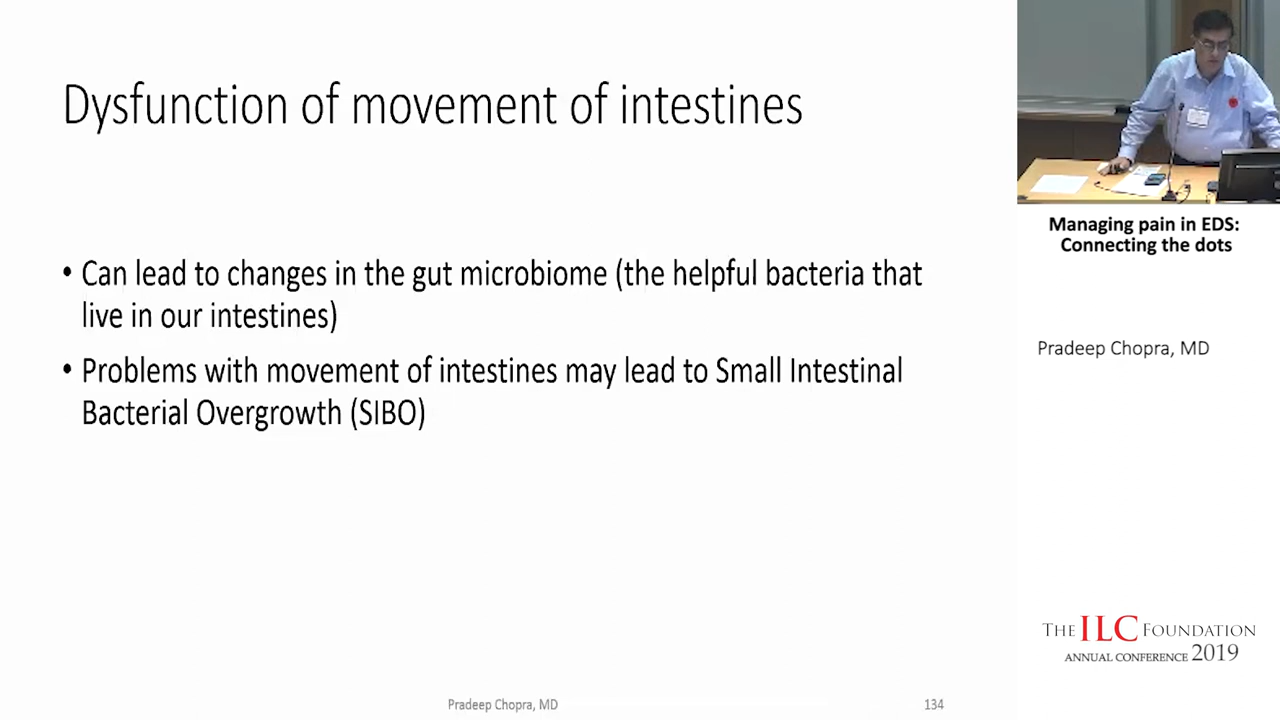 Dysfunction of movement of intestines
• Can lead to changes in the gut microbiome (the helpful bacteria that
live in our intestines)
• Problems with movement of intestines may lead to Small Intestinal
Bacterial Overgrowth (SIBO)
Pradeep Chopra, MD
134
Managing pain in EDS:
Connecting the dots
Pradeep Chopra, MD
THE ILC FOUNDATION
ANNUAL CONFERENCE 2019